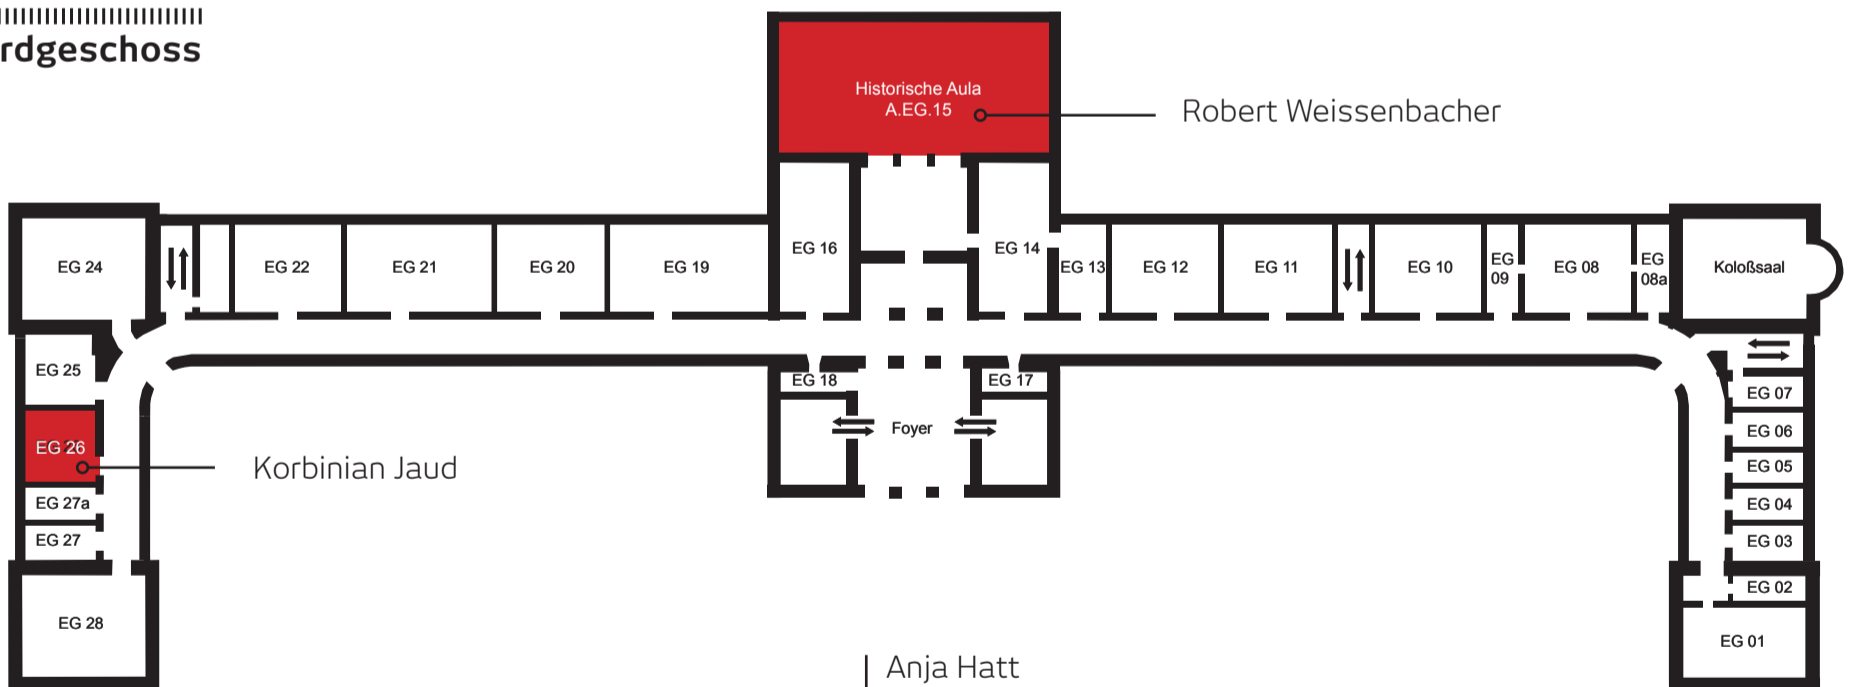 rdgeschoss
Historische Aula
A.EG.15
Robert Weissenbacher
EG 24
EG 22
EG 21
EG 20
EG 19
EG 16
EG 14
EG 13
EG 12
EG 11
EG 10
EG
09
EG 08
EG
08a
Koloßsaal
EG 25
EG 18
EG 17
EG 07
EG 26
Korbinian Jaud
Foyer
EG 06
EG 05
EG 27a
EG 04
EG 27
EG 03
EG 02
EG 28
EG 01
Anja Hatt